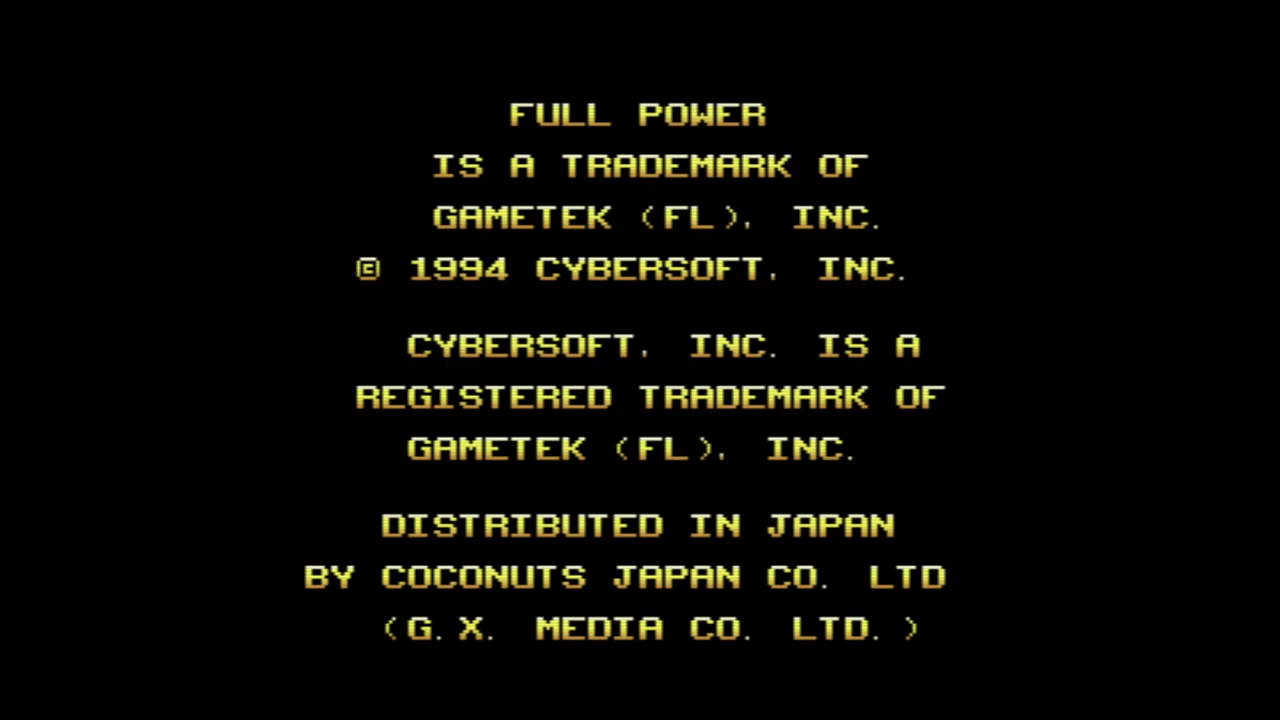 FULL POWER
IS A TRADEMARK OF
GAMETEK (FL), INC.
© 1994 CYBERSOFT, INC.
CYBERSOFT, INC. IS A
REGISTERED TRADEMARK OF
GAMETEK (FL), INC.
DISTRIBUTED IN JAPAN
BY COCONUTS JAPAN CO. LTD
(G.X. MEDIA CO. LTD.)